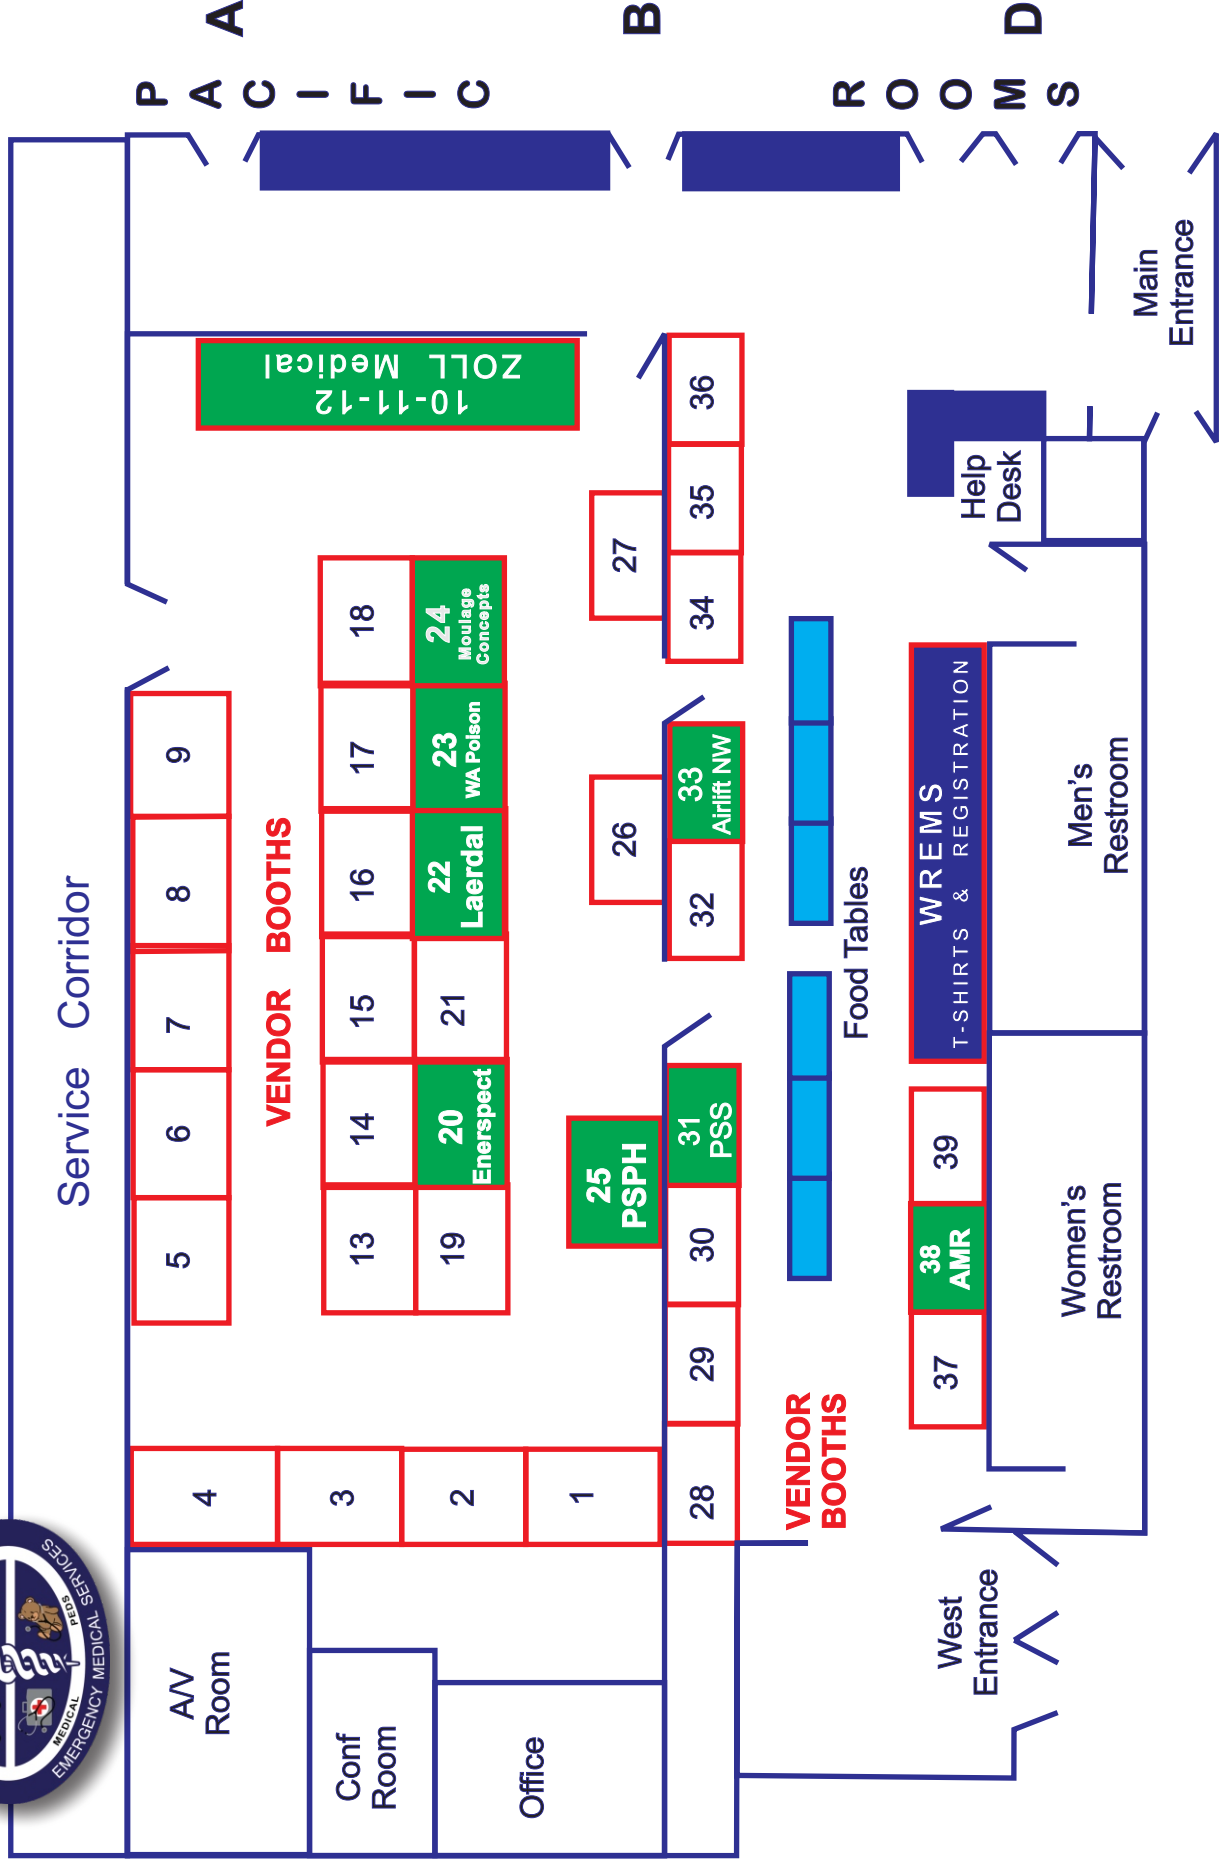 EMERGENCY MEDICAL SERVICES
MEDICAL
PEDS
Service Corridor
A/V
Room
Conf
Room
Office
4
3
2
1
5
6
7
8
9
VENDOR BOOTHS
13
14
15
16
17
18
19
20
Enerspect
21
22
Laerdal
23
WA Poison
24
Moulage
Concepts
10-11-12
ZOLL Medical
25
PSPH
26
27
28
29
30
31
PSS
32
33
Airlift NW
34
35
36
VENDOR
BOOTHS
Food Tables
37
38
AMR
39
WREMS
T-SHIRTS & REGISTRATION
Help
Desk
West
Entrance
Women's
Restroom
Men's
Restroom
Main
Entrance
PACIFIC ROOMS
A
B
D